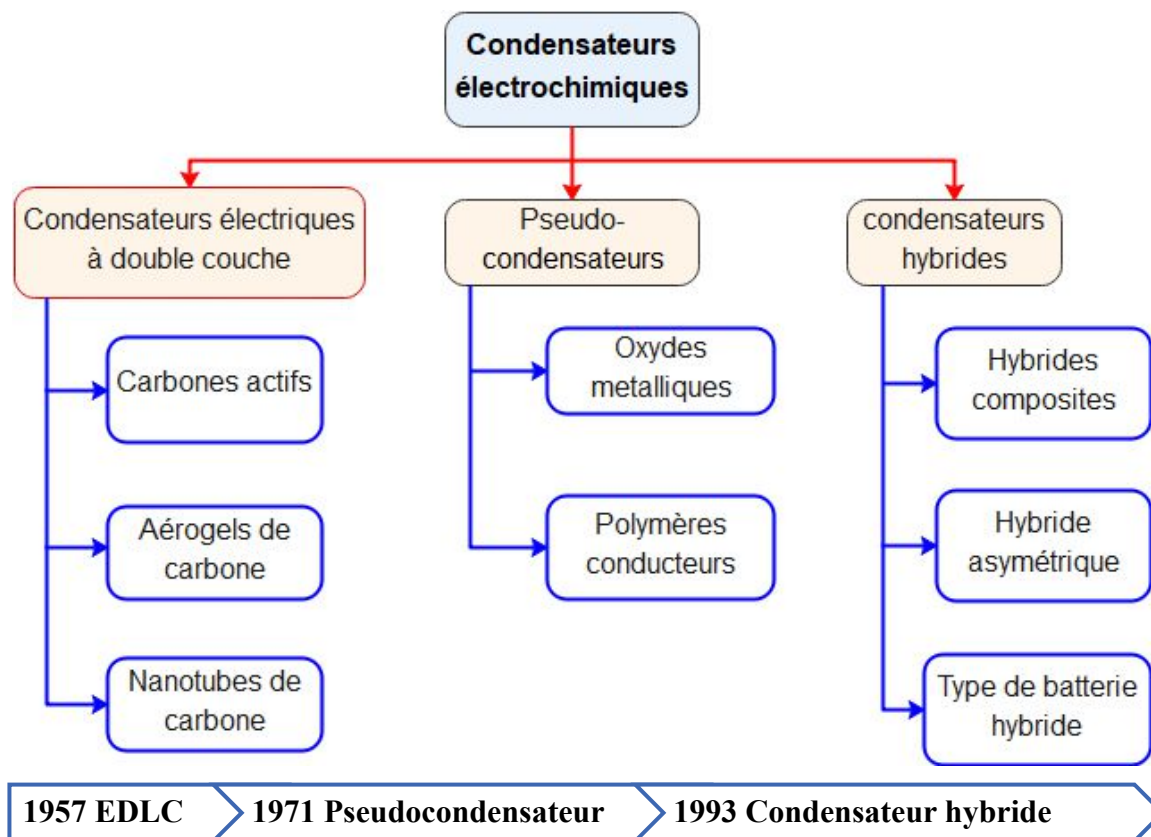 Condensateurs
électrochimiques
Condensateurs électriques
à double couche
Pseudo-
condensateurs
condensateurs
hybrides
Carbones actifs
Aérogels de
carbone
Nanotubes de
carbone
Oxydes
metalliques
Polymères
conducteurs
Hybrides
composites
Hybride
asymétrique
Type de batterie
hybride
1957 EDLC
1971 Pseudocondensateur
1993 Condensateur hybride